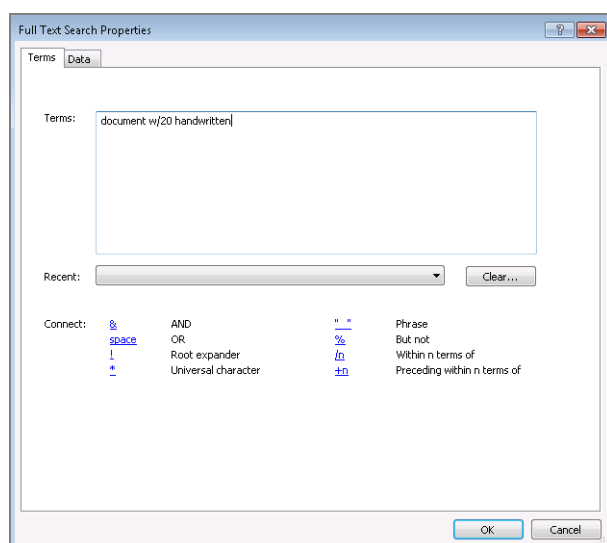 Full Text Search Properties
Terms Data
Terms: document w/20 handwritten
Recent: Clear...
Connect: & AND " " Phrase
space OR % But not
! Root expander /n Within n terms of
* Universal character +n Preceding within n terms of
OK Cancel